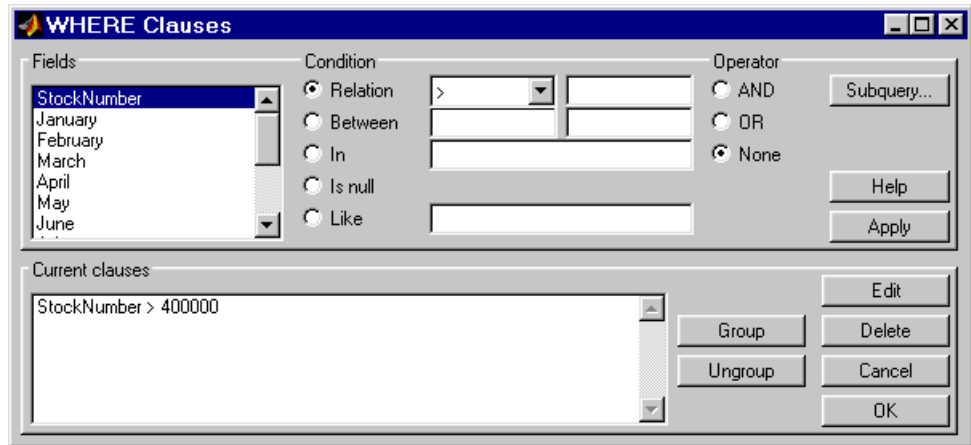 WHERE Clauses
Fields
StockNumber
January
February
March
April
May
June
Condition
Relation >
Between
In
Is null
Like
Operator
AND
OR
None
Subquery...
Help
Apply
Current clauses
StockNumber > 400000
Group
Ungroup
Edit
Delete
Cancel
OK